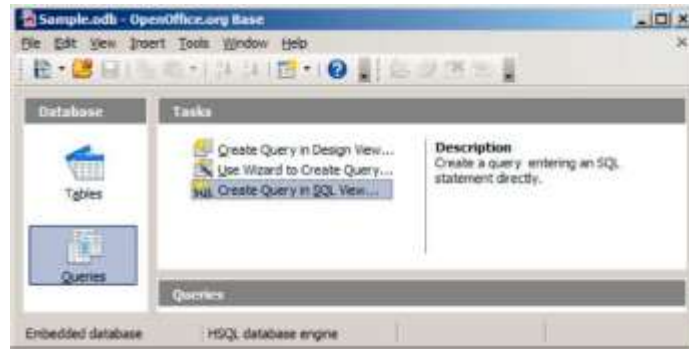 Sample.odb - OpenOffice.org Base
File Edit View Insert Tools Window Help
Database
Tasks
Tables
Queries
Create Query in Design View...
Use Wizard to Create Query...
SQL Create Query in SQL View...
Description
Create a query entering an SQL
statement directly.
Queries
Embedded database HSQL database engine